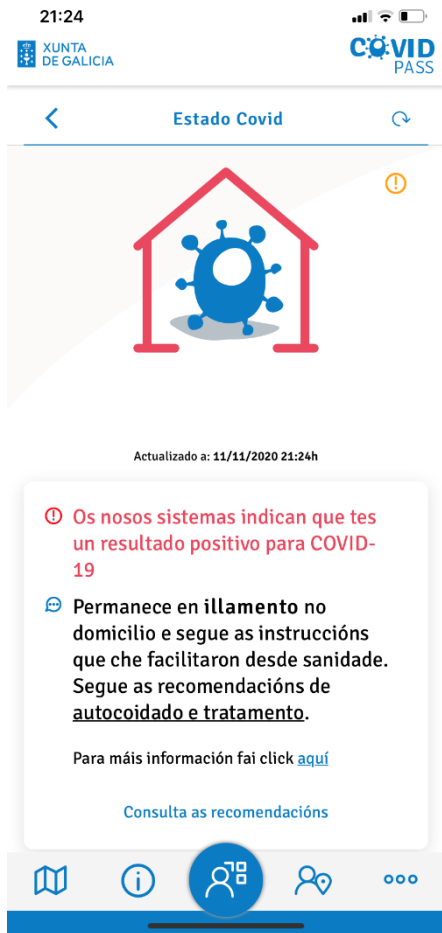 21:24
XUNTA
DE GALICIA
COVID
PASS
Estado Covid
Actualizado a: 11/11/2020 21:24h
Os nosos sistemas indican que tes
un resultado positivo para COVID-
19
Permanece en illamento no
domicilio e segue as instruccións
que che facilitaron desde sanidade.
Segue as recomendacións de
autocoidado e tratamento.
Para máis información fai click aquí
Consulta as recomendacións